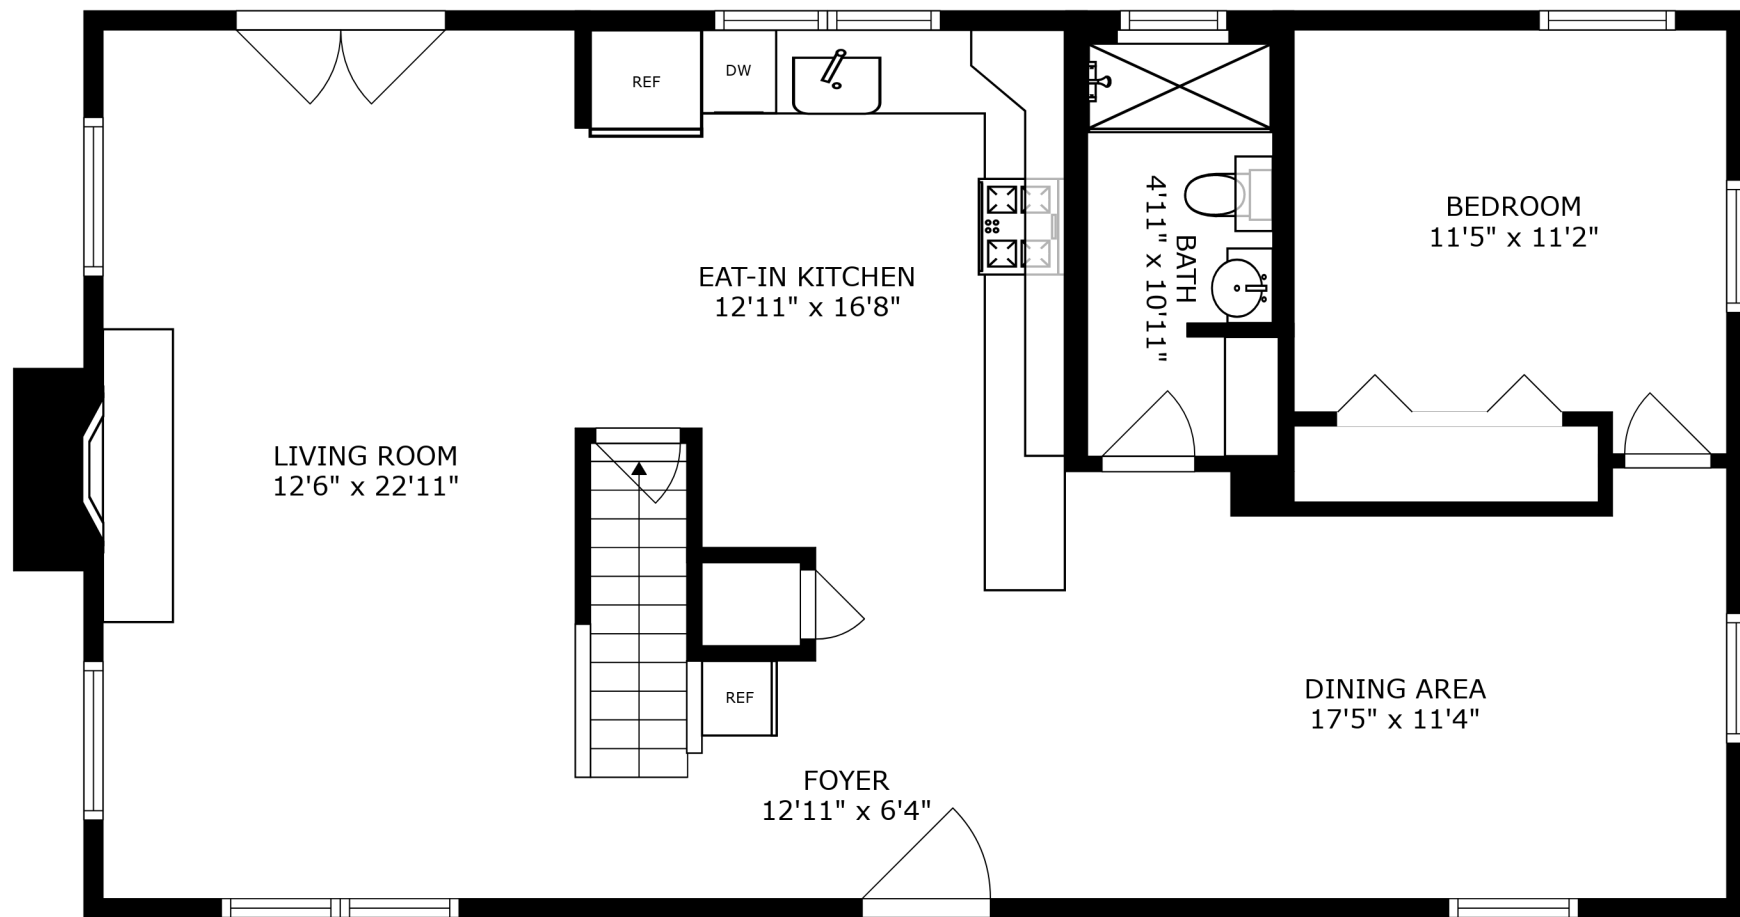 REF
DW
BEDROOM
11'5" x 11'2"
BATH
4'11" x 10'11"
EAT-IN KITCHEN
12'11" x 16'8"
LIVING ROOM
12'6" x 22'11"
REF
DINING AREA
17'5" x 11'4"
FOYER
12'11" x 6'4"